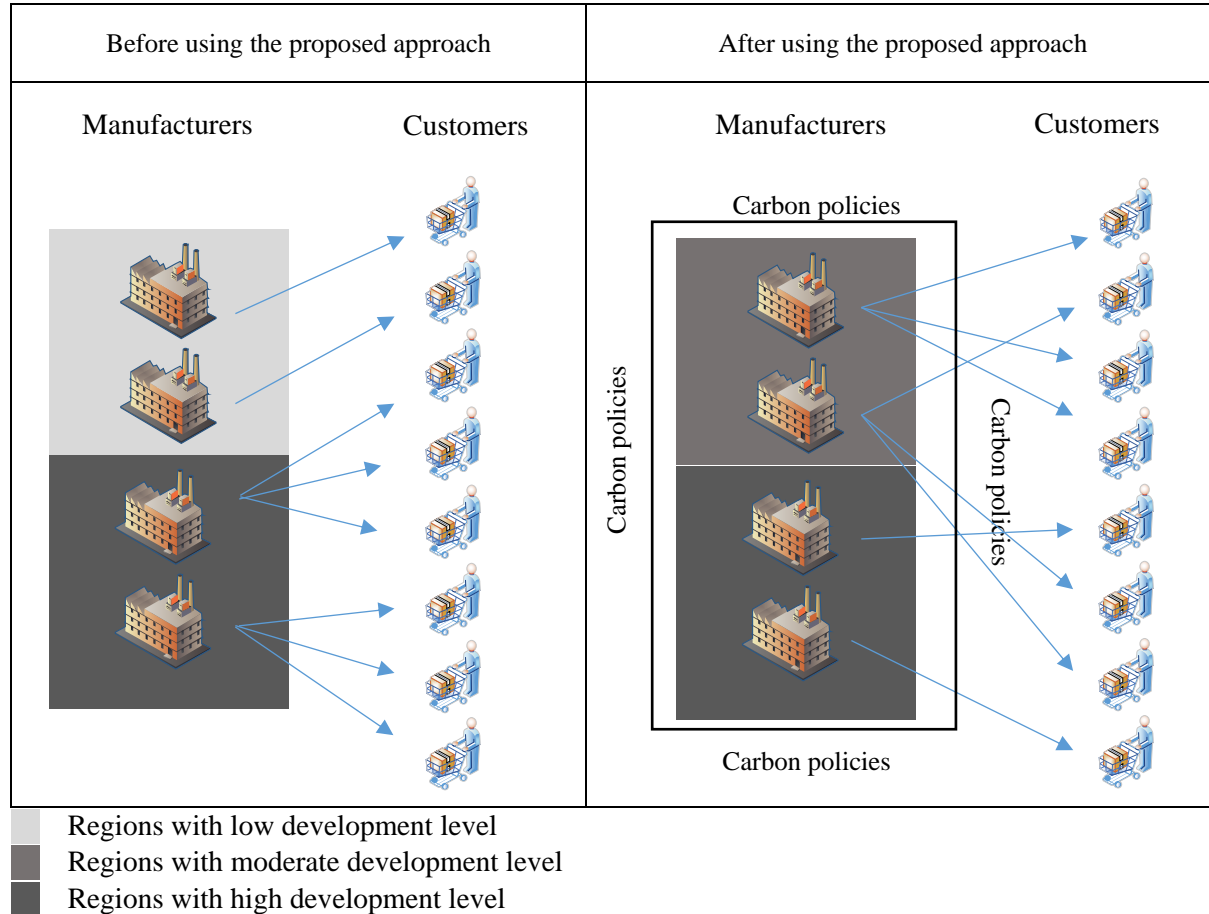 Before using the proposed approach
After using the proposed approach
Manufacturers
Customers
Manufacturers
Customers
Carbon policies
Carbon policies
Carbon policies
Carbon policies
Regions with low development level
Regions with moderate development level
Regions with high development level